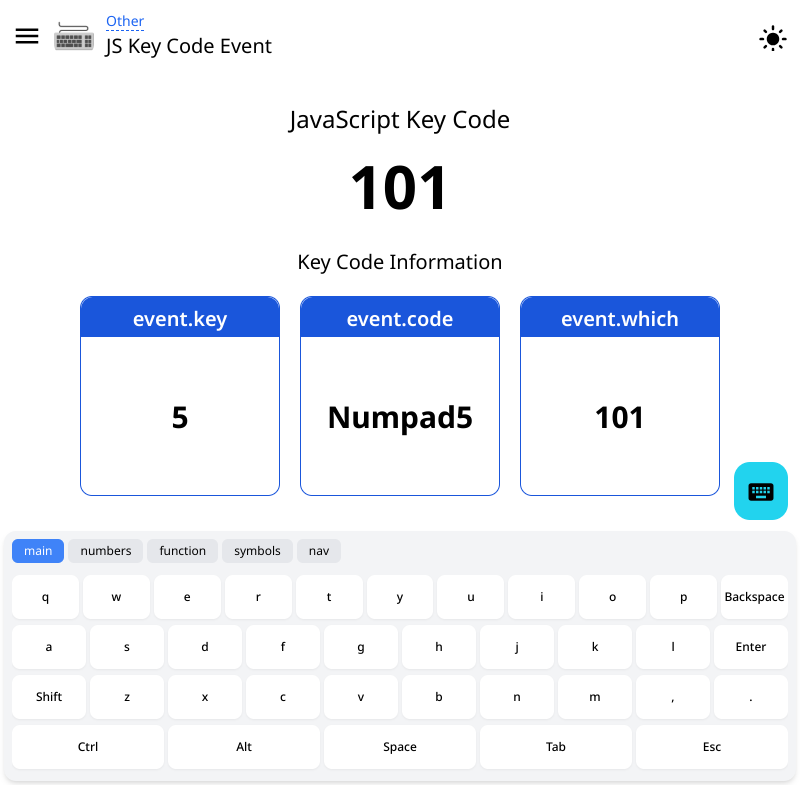 Other
JS Key Code Event
JavaScript Key Code
101
Key Code Information
event.key event.code event.which
5 Numpad5 101
main numbers function symbols nav
q w e r t y u i o p Backspace
a s d f g h j k l Enter
Shift z x c v b n m , .
Ctrl Alt Space Tab Esc